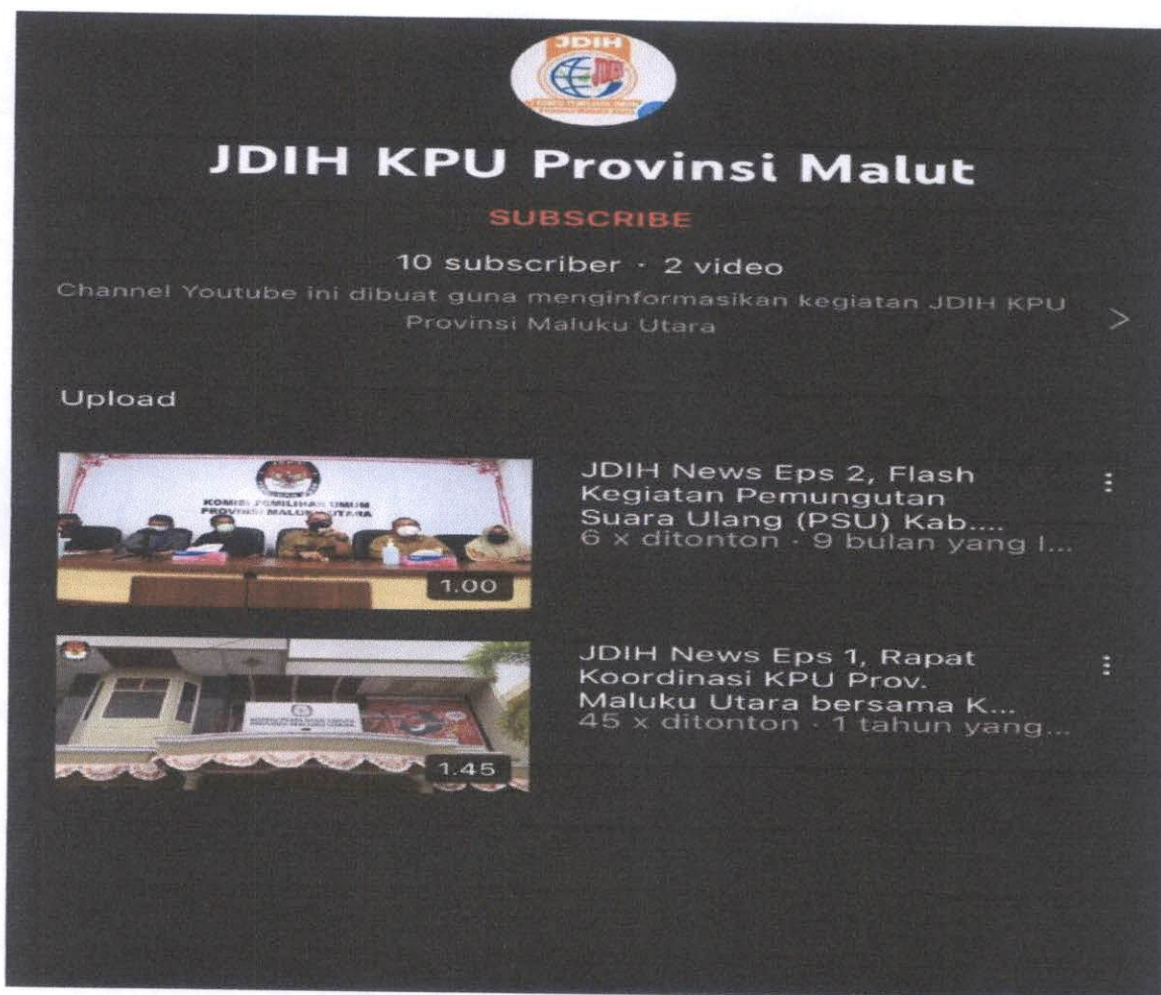 JDIH
JDIH KPU Provinsi Malut
SUBSCRIBE
10 subscriber · 2 video
Channel Youtube ini dibuat guna menginformasikan kegiatan JDIH KPU
Provinsi Maluku Utara
>
Upload
KOMISI PEMILIHAN UMUM
PROVINSI MALUKU UTARA
1.00
JDIH News Eps 2, Flash
Kegiatan Pemungutan
Suara Ulang (PSU) Kab....
6 x ditonton · 9 bulan yang l...
1.45
JDIH News Eps 1, Rapat
Koordinasi KPU Prov.
Maluku Utara bersama K...
45 x ditonton · 1 tahun yang...